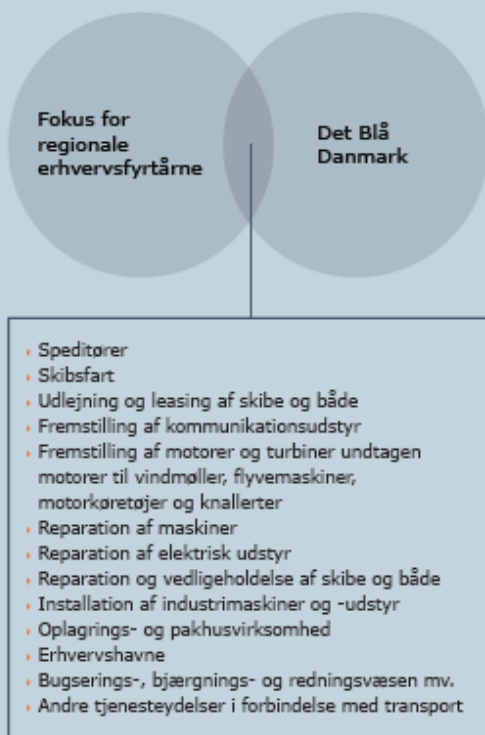 Fokus for
regionale
erhvervsfyrtårne
Det Blå
Danmark
Speditører
Skibsfart
Udlejning og leasing af skibe og både
Fremstilling af kommunikationsudstyr
Fremstilling af motorer og turbiner undtagen
motorer til vindmøller, flyvemaskiner,
motorkøretøjer og knallerter
Reparation af maskiner
Reparation af elektrisk udstyr
Reparation og vedligeholdelse af skibe og både
Installation af industrimaskiner og -udstyr
Oplagrings- og pakhusvirksomhed
Erhvervshavne
Bugserings-, bjærgnings- og redningsvæsen mv.
Andre tjenesteydelser i forbindelse med transport